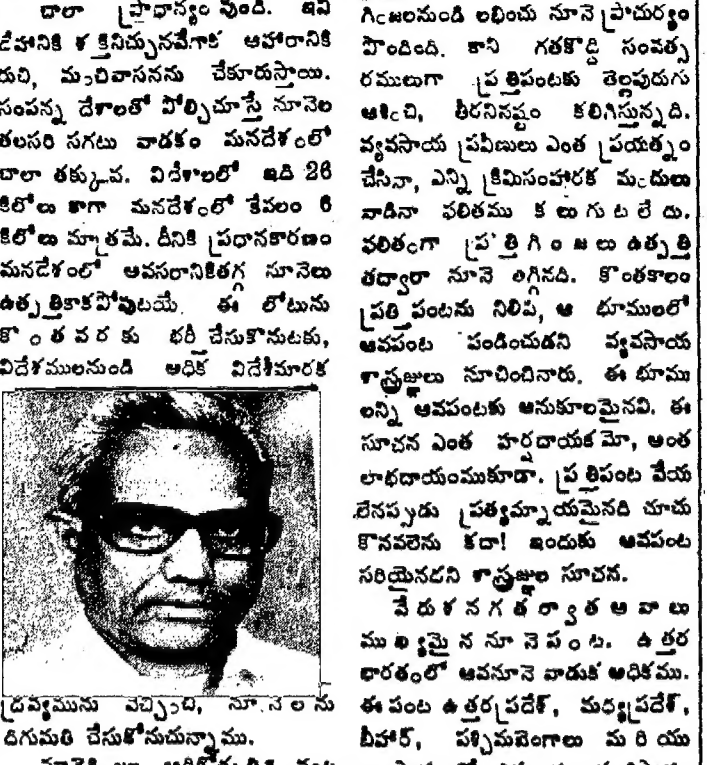 చాలా ప్రాధాన్యం వుంది. ఇవి
దేహానికి శక్తినిచ్చునవేగాక ఆహారానికి
రుచి, మంచివాసనను చేకూరుస్తాయి.
సంపన్న దేశాలతో పోల్చిచూస్తే నూనెల
తలసరి సగటు వాడకం మనదేశంలో
చాలా తక్కువ. విదేశాలలో ఇది 26
కిలోలు కాగా మనదేశంలో కేవలం 6
కిలోలు మాత్రమే. దీనికి ప్రధానకారణం
మనదేశంలో అవసరానికితగ్గ నూనెలు
ఉత్పత్తికాకపోవుటయే. ఈ లోటును
కొంతవరకు భర్తీ చేసుకొనుటకు,
విదేశములనుండి అధిక విదేశీమారక
ద్రవ్యమును వెచ్చించి, నూనెలను
దిగుమతి చేసుకోనుచున్నాము.
గింజలనుండి లభించు నూనె ప్రాచుర్యం
పొందింది. కాని గతకొద్ది సంవత్స
రములుగా ప్రత్తిపంటకు తెల్లపురుగు
ఆశించి, తీరనినష్టం కలిగిస్తున్నది.
వ్యవసాయ ప్రవీణులు ఎంత ప్రయత్నం
చేసినా, ఎన్ని క్రిమిసంహారక మందులు
వాడినా ఫలితము కలుగుటలేదు.
ఫలితంగా ప్రత్తిగింజలు ఉత్పత్తి
తద్వారా నూనె తగ్గినది. కొంతకాలం
ప్రత్తిపంటను నిలిపి, ఆ భూములలో
ఆవపంట పండించుడని వ్యవసాయ
శాస్త్రజ్ఞులు సూచించినారు. ఈ భూము
లన్ని ఆవపంటకు అనుకూలమైనవి. ఈ
సూచన ఎంత హర్షదాయకమో, అంత
లాభదాయంముకూడా. ప్రత్తిపంట వేయ
లేనప్పుడు ప్రత్యమ్నాయమైనది చూచు
కొనవలెను కదా! ఇందుకు ఆవపంట
సరియైనదని శాస్త్రజ్ఞుల సూచన.
వేరుశనగతర్వాత ఆవాలు
ముఖ్యమైన నూనెపంట. ఉత్తర
భారతంలో ఆవనూనె వాడుక అధికము.
ఈపంట ఉత్తరప్రదేశ్, మధ్యప్రదేశ్,
బీహార్, పశ్చిమబెంగాలు మరియు